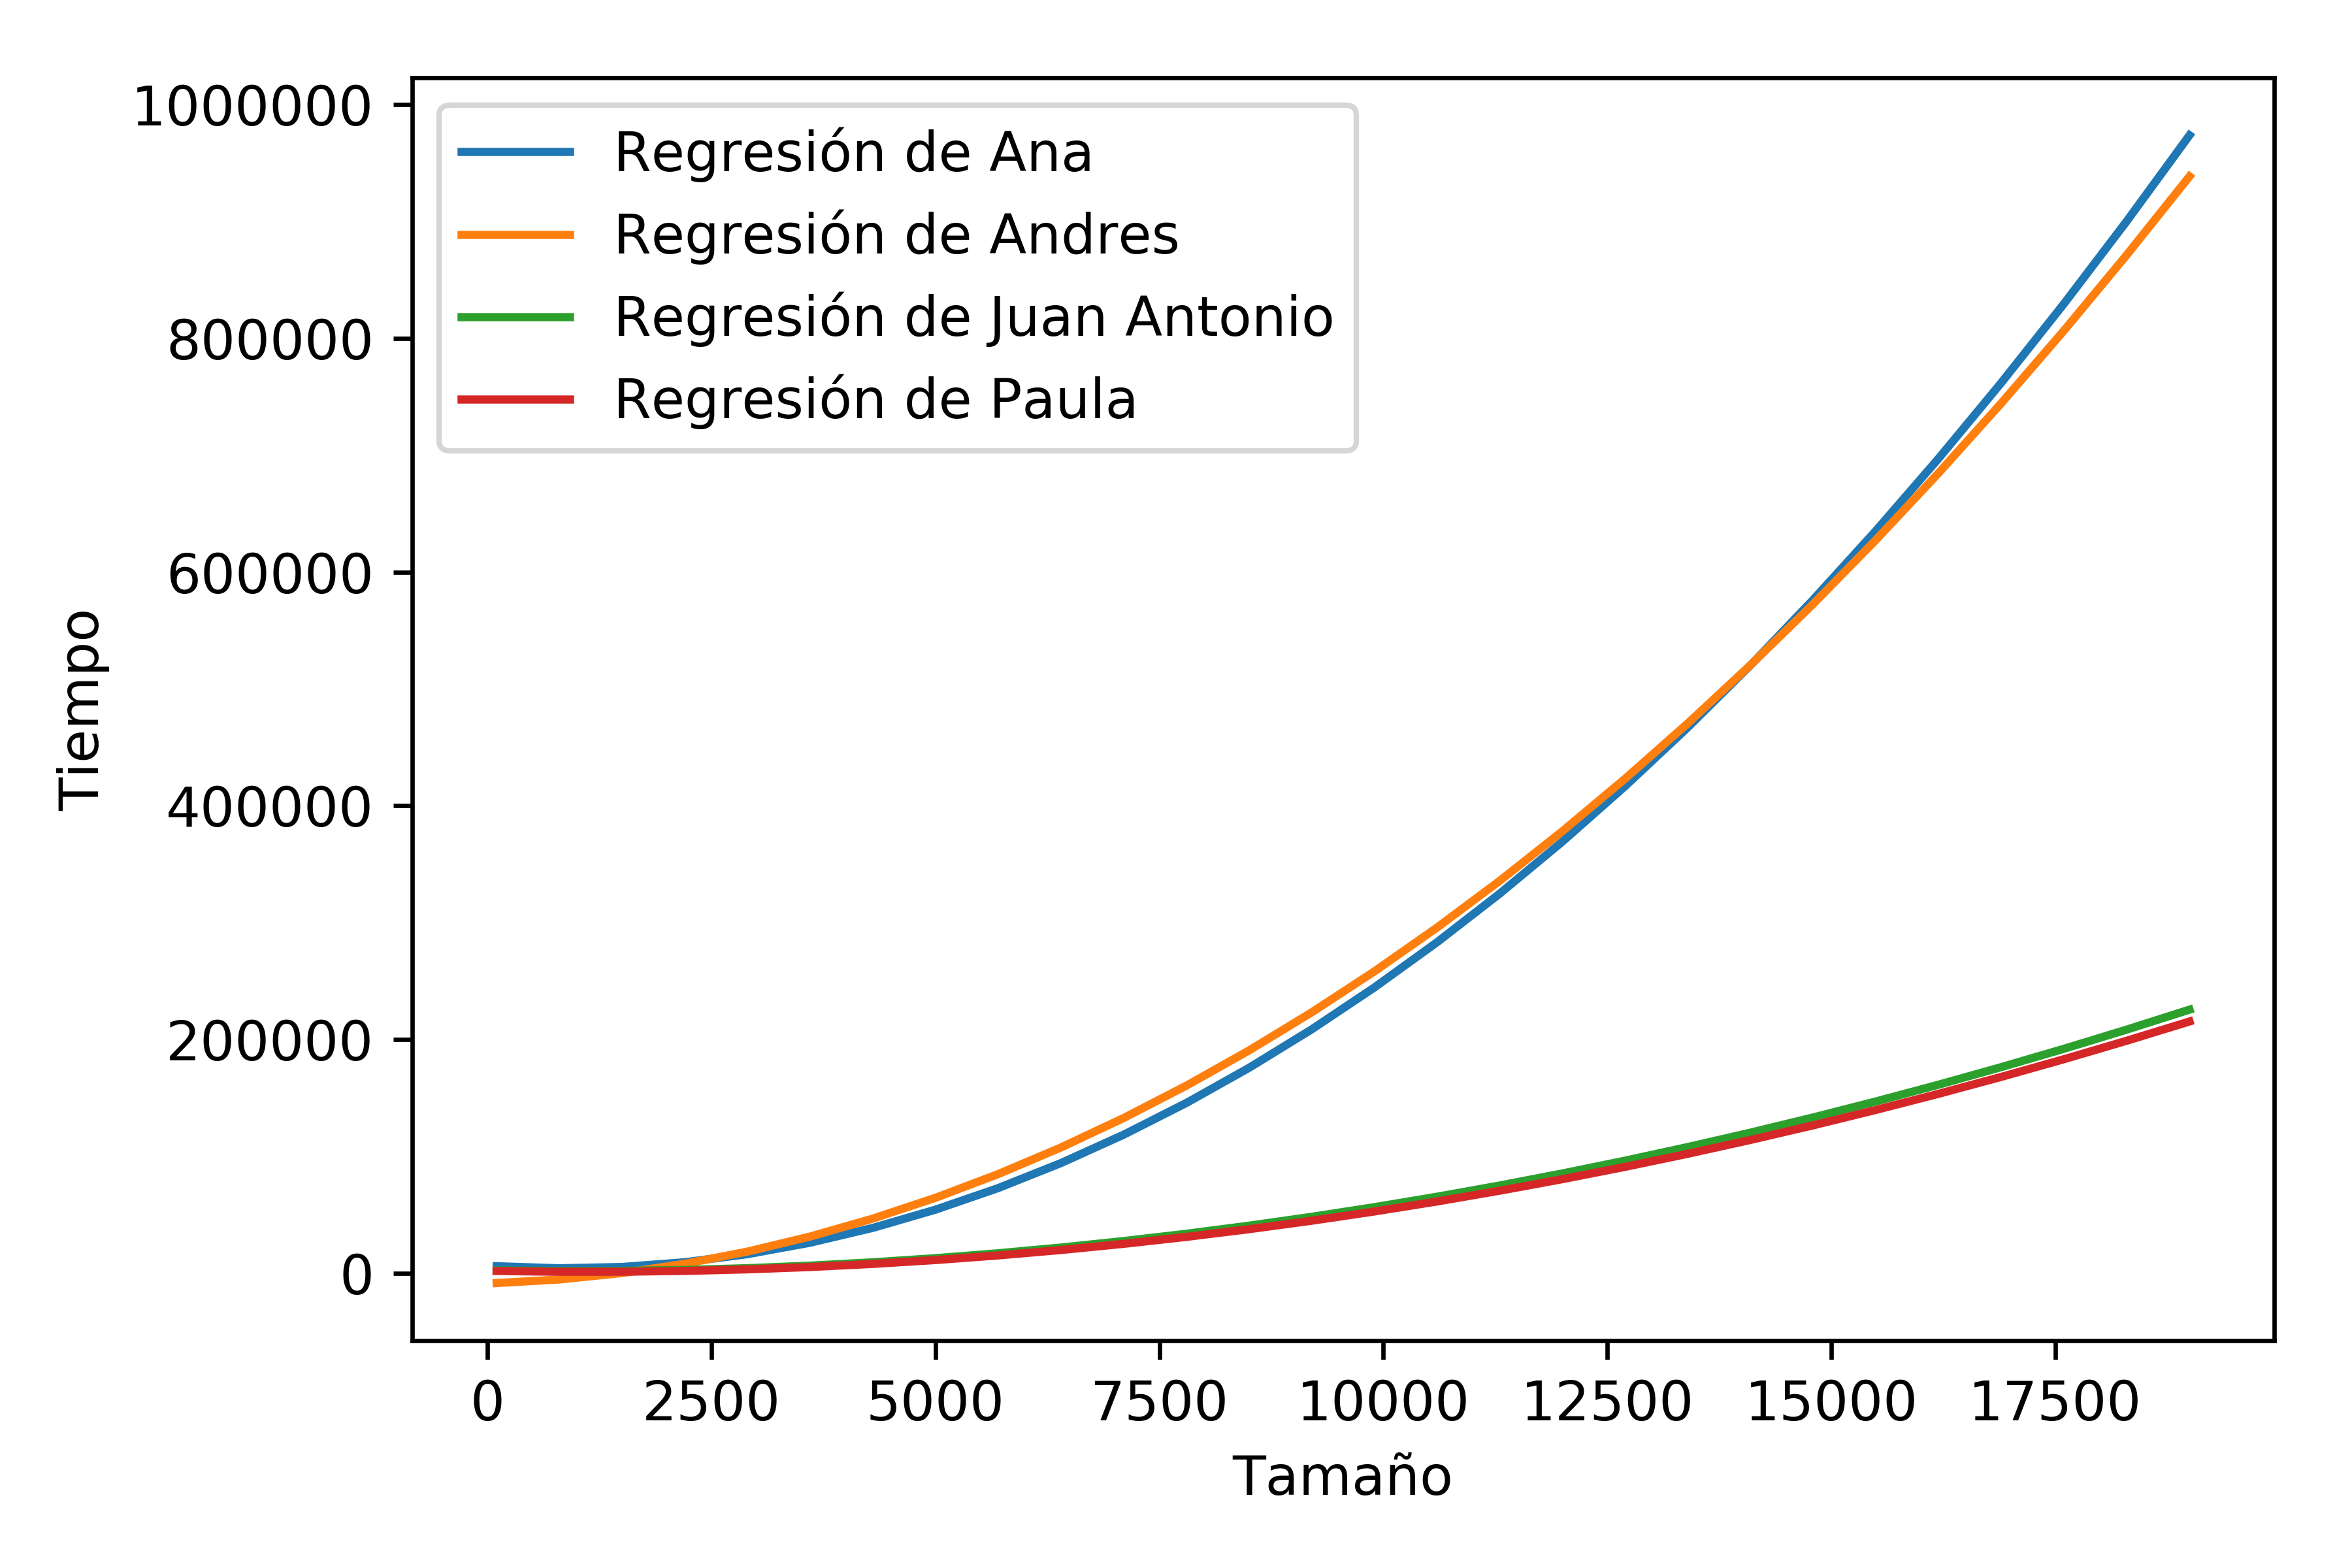 1000000
800000
600000
400000
200000
0
Tiempo
Regresión de Ana
Regresión de Andres
Regresión de Juan Antonio
Regresión de Paula
0 2500 5000 7500 10000 12500 15000 17500
Tamaño